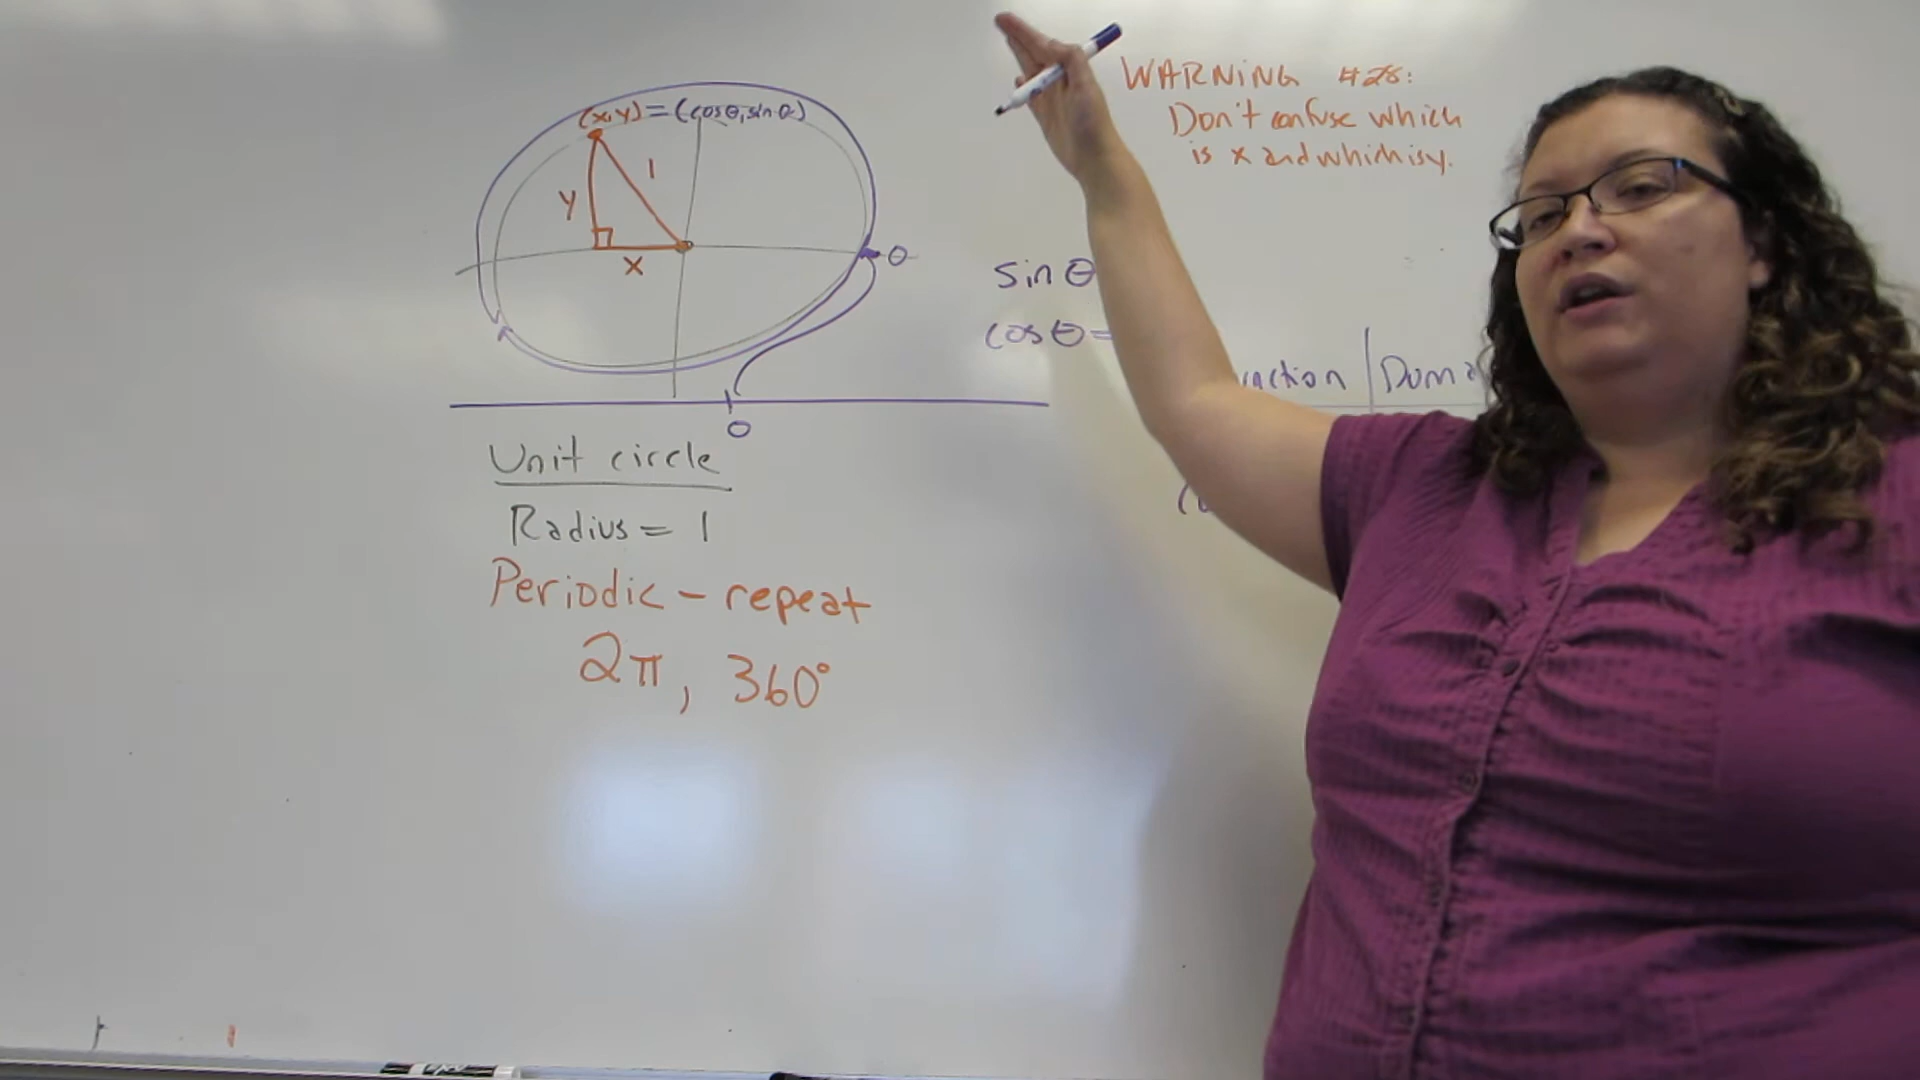 (x,y) = (cosθ, sinθ)
1
y
x
0
0
Unit circle
Radius = 1
Periodic – repeat
2π, 360°
WARNING #28:
Don't confuse which
is x and which is y.
sin θ
cos θ =